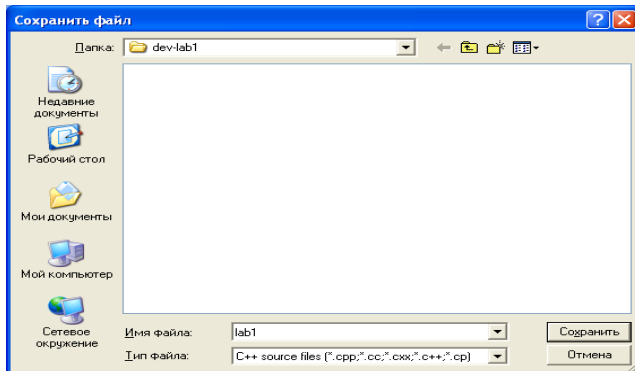 Сохранить файл
Папка:
dev-lab1
Недавние
документы
Рабочий стол
Мои документы
Мой компьютер
Сетевое
окружение
Имя файла:
lab1
Сохранить
Тип файла:
C++ source files (*.cpp;*.cc;*.cxx;*.c++;*.cp)
Отмена